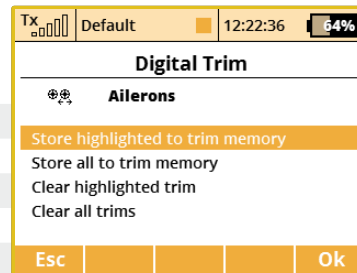 Tx Default 12:22:36 64%
Digital Trim
Ailerons
Store highlighted to trim memory
Store all to trim memory
Clear highlighted trim
Clear all trims
Esc Ok